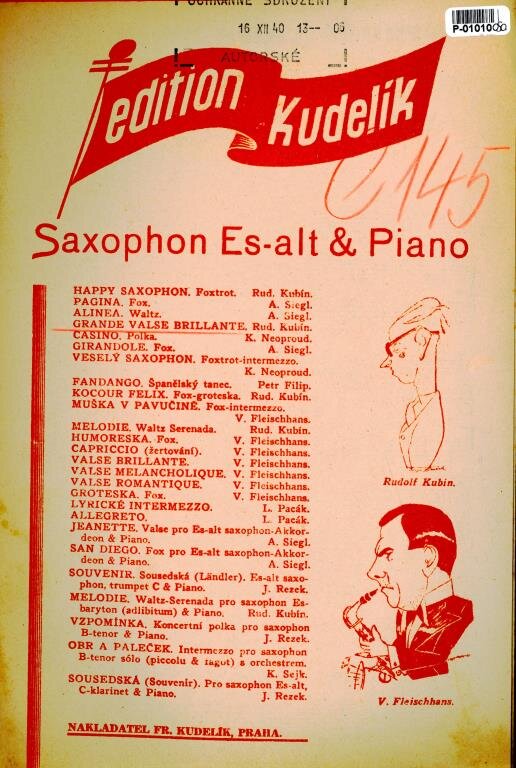 OCHRANNÉ SDRUŽENÍ
16 XII 40 13-- 06
AUTORSKÉ
P-0101000
edition Kudelík
C 145
Saxophon Es-alt & Piano
HAPPY SAXOPHON. Foxtrot. Rud. Kubín.
PAGINA. Fox. A. Siegl.
ALINEA. Waltz. A. Siegl.
GRANDE VALSE BRILLANTE. Rud. Kubín.
CASINO. Polka. K. Neoproud.
GIRANDOLE. Fox. A. Siegl.
VESELÝ SAXOPHON. Foxtrot-intermezzo.
K. Neoproud.
FANDANGO. Španělský tanec. Petr Filip.
KOCOUR FELIX. Fox-groteska. Rud. Kubín.
MUŠKA V PAVUČINĚ. Fox-intermezzo.
V. Fleischhans.
MELODIE. Waltz Serenada. Rud. Kubín.
HUMORESKA. Fox. V. Fleischhans.
CAPRICCIO (žertování). V. Fleischhans.
VALSE BRILLANTE. V. Fleischhans.
VALSE MELANCHOLIQUE. V. Fleischhans.
VALSE ROMANTIQUE. V. Fleischhans.
GROTESKA. Fox. V. Fleischhans.
LYRICKÉ INTERMEZZO. L. Pacák.
ALLEGRETO. L. Pacák.
JEANETTE. Valse pro Es-alt saxophon-Akkor-
deon & Piano. A. Siegl.
SAN DIEGO. Fox pro Es-alt saxophon-Akkor-
deon & Piano. A. Siegl.
SOUVENIR. Sousedská (Ländler). Es-alt saxo-
phon, trumpet C & Piano. J. Rezek.
MELODIE. Waltz-Serenada pro saxophon Es-
baryton (adlibitum) & Piano. Rud. Kubín.
VZPOMÍNKA. Koncertní polka pro saxophon
B-tenor & Piano. J. Rezek.
OBR A PALEČEK. Intermezzo pro saxophon
B-tenor sólo (piccolu & fagot) s orchestrem.
K. Sejk.
SOUSEDSKÁ (Souvenir). Pro saxophon Es-alt,
C-klarinet & Piano. J. Rezek.
Rudolf Kubín.
V. Fleischhans.
NAKLADATEL FR. KUDELÍK, PRAHA.